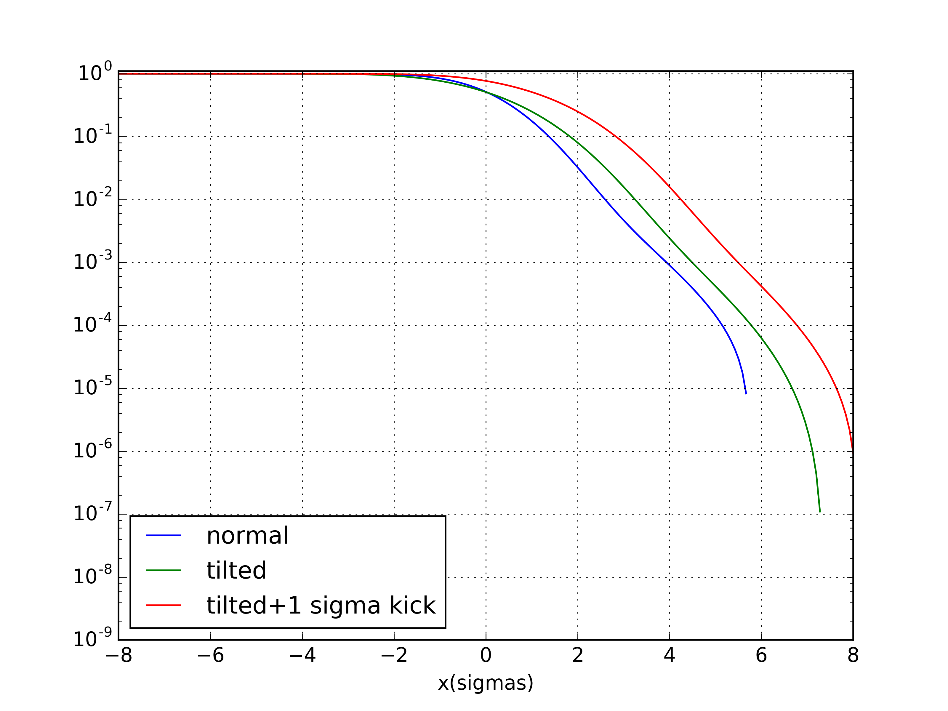 10^0
10^-1
10^-2
10^-3
10^-4
10^-5
10^-6
10^-7
10^-8
10^-9
normal
tilted
tilted+1 sigma kick
−8 −6 −4 −2 0 2 4 6 8
x(sigmas)